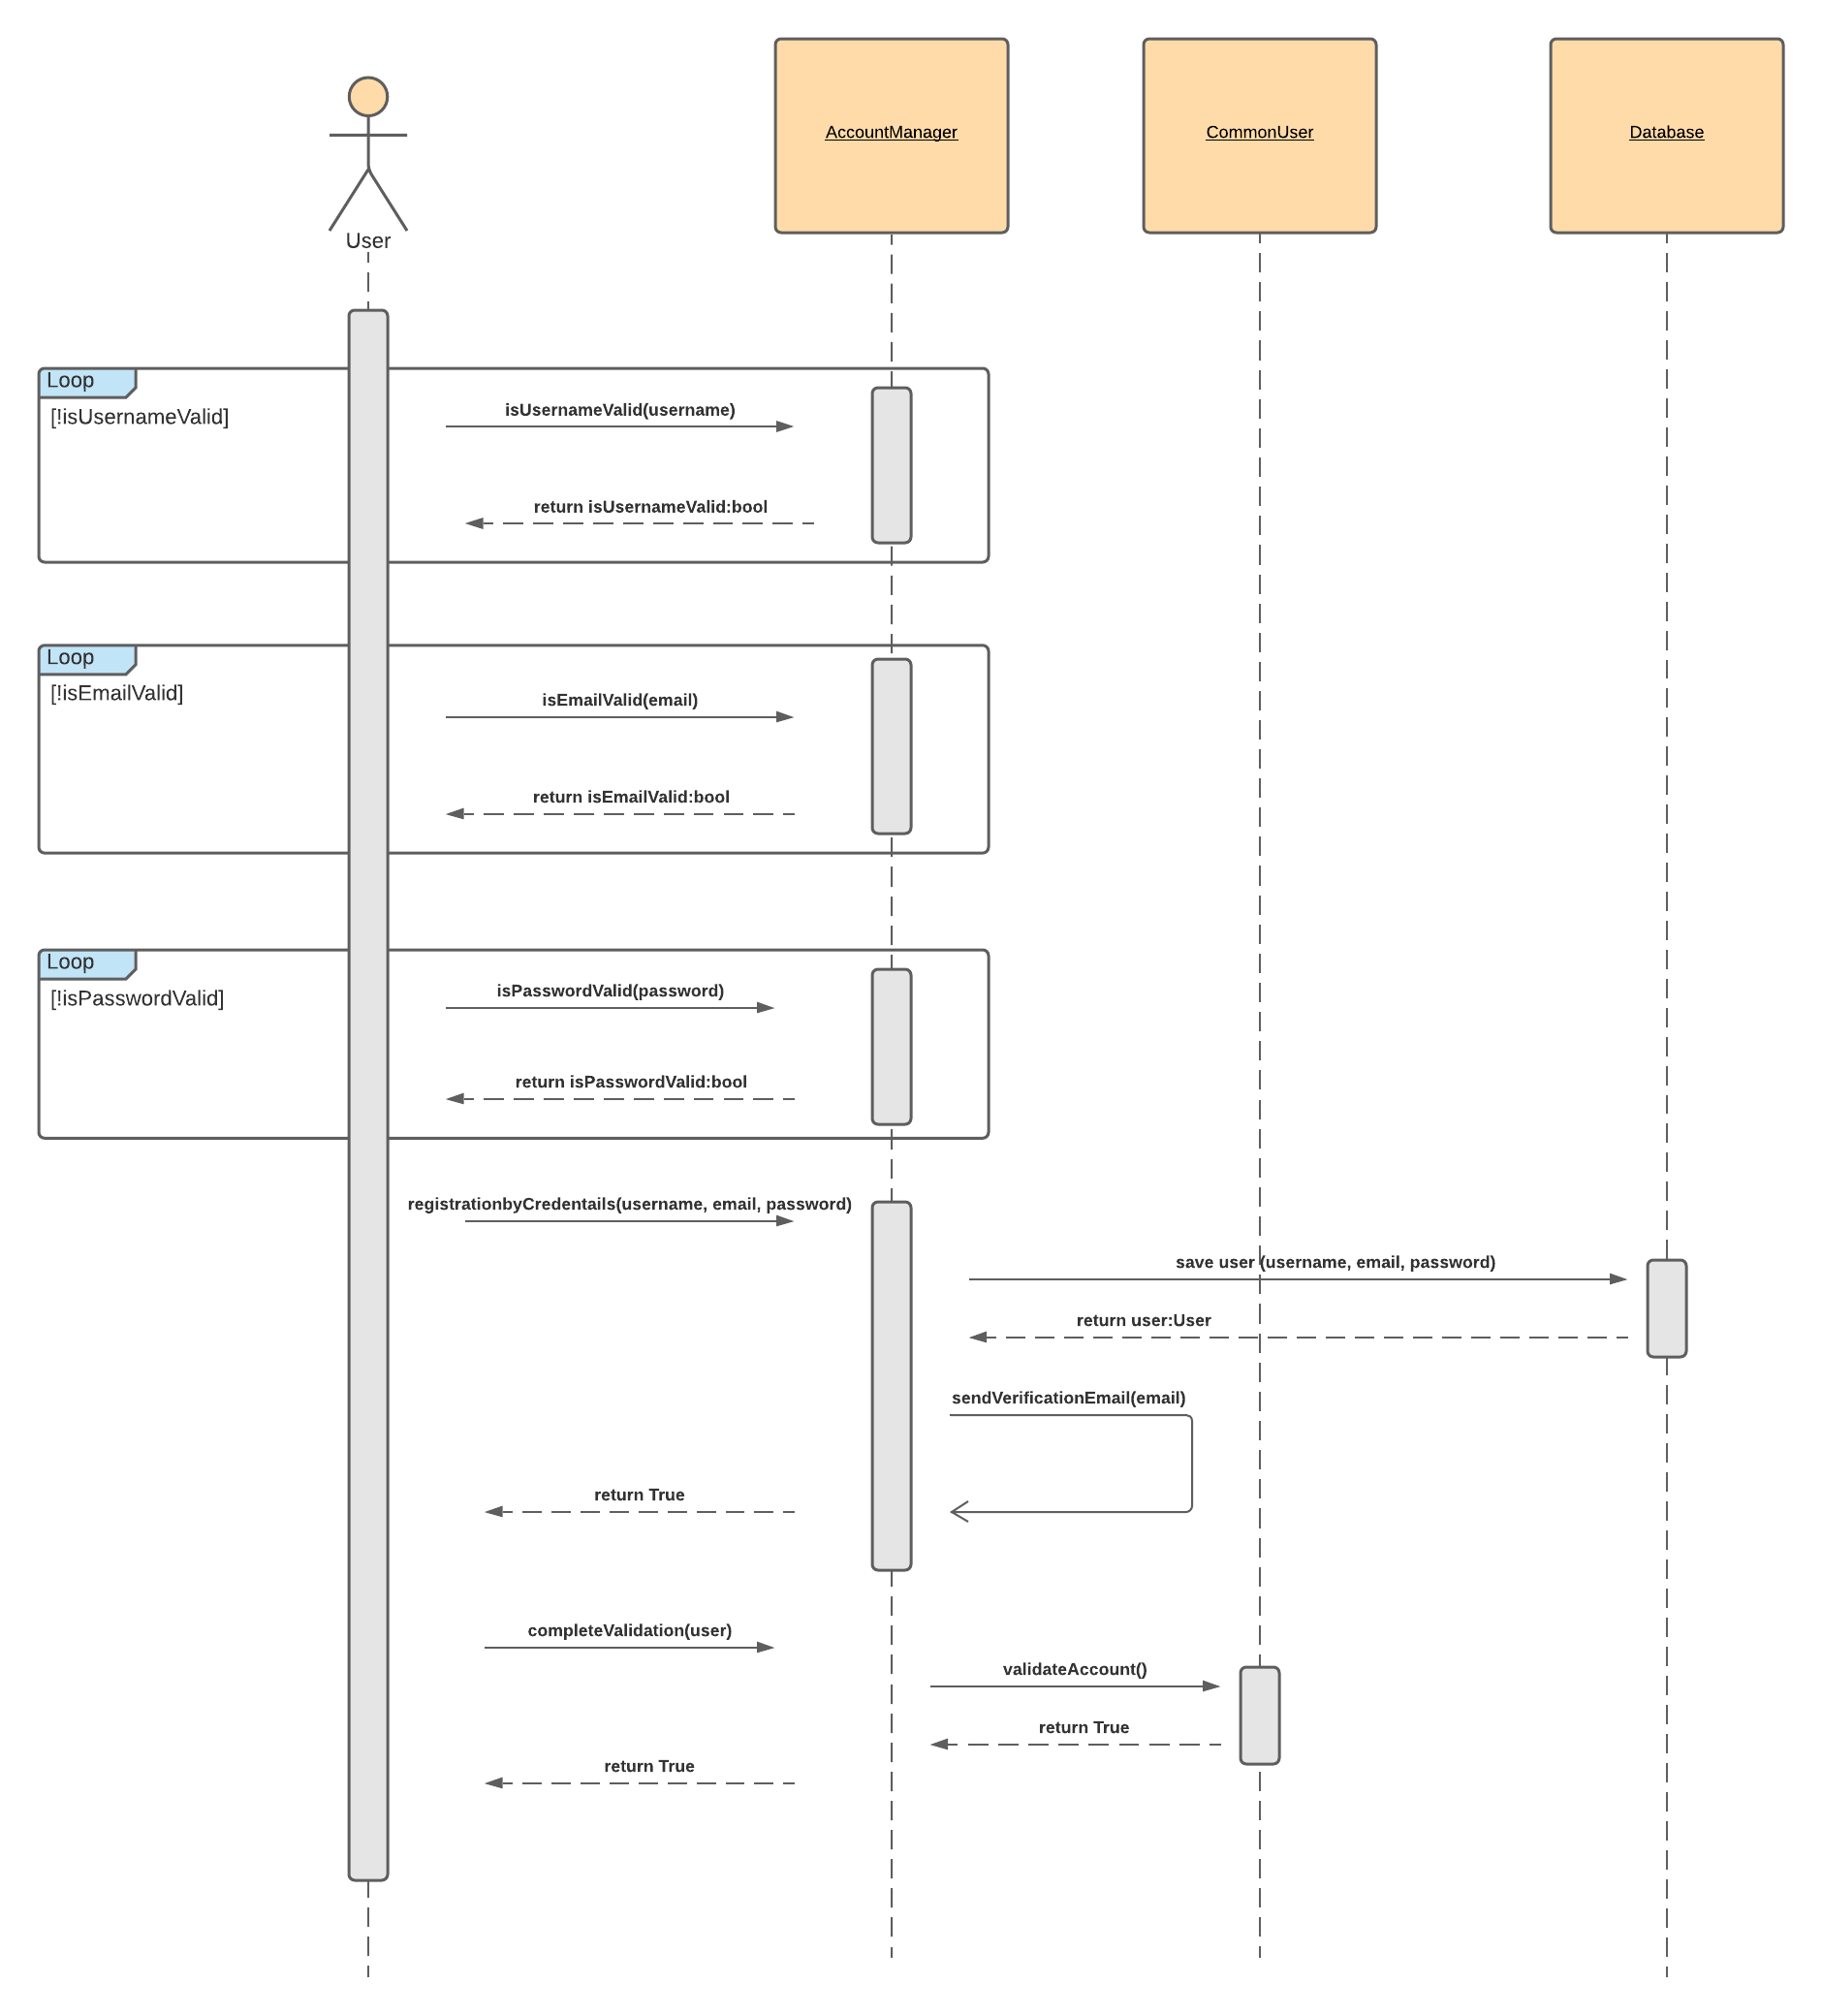 User
AccountManager
CommonUser
Database
Loop
[!isUsernameValid]
isUsernameValid(username)
return isUsernameValid:bool
Loop
[!isEmailValid]
isEmailValid(email)
return isEmailValid:bool
Loop
[!isPasswordValid]
isPasswordValid(password)
return isPasswordValid:bool
registrationbyCredentails(username, email, password)
save user (username, email, password)
return user:User
sendVerificationEmail(email)
return True
completeValidation(user)
validateAccount()
return True
return True